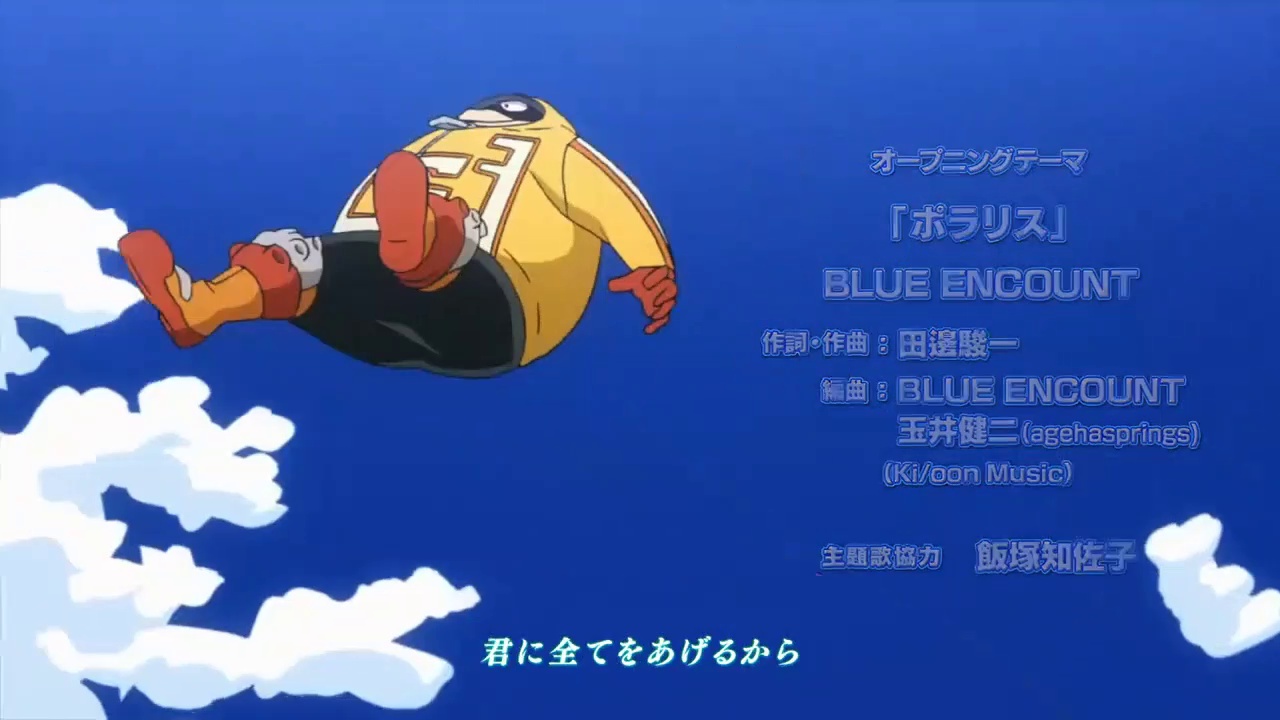 オープニングテーマ
「ポラリス」
BLUE ENCOUNT
作詞・作曲：田邊駿一
編曲：BLUE ENCOUNT
玉井健二(agehasprings)
(Ki/oon Music)
主題歌協力 飯塚知佐子
君に全てをあげるから